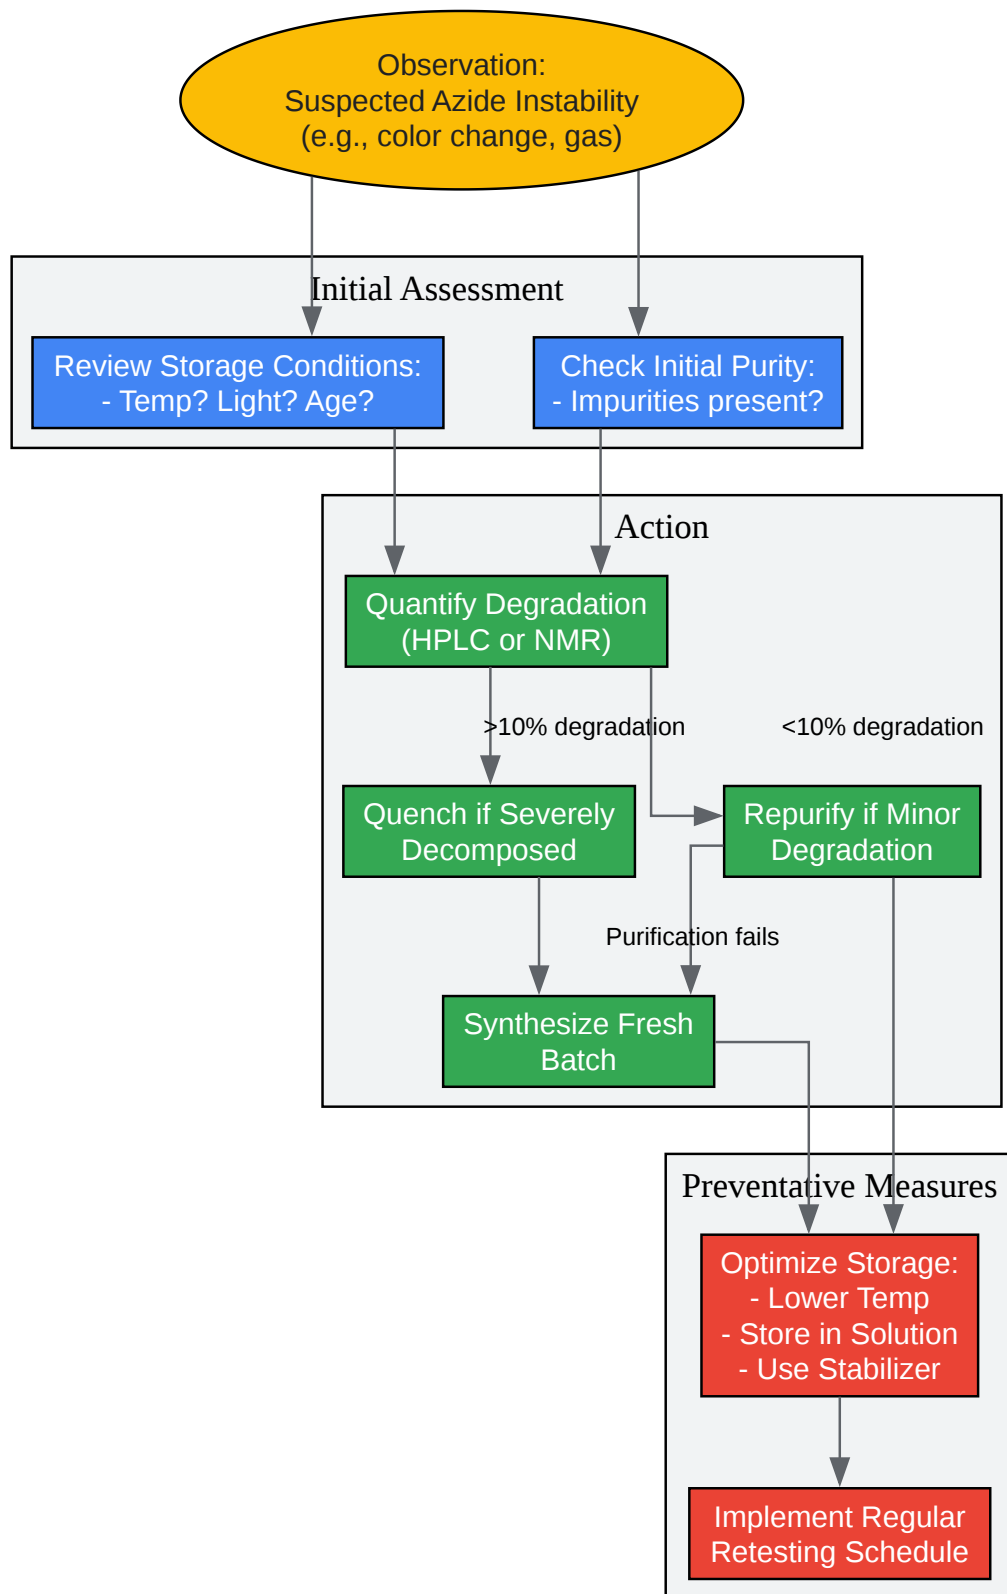 Observation:
Suspected Azide Instability
(e.g., color change, gas)
Initial Assessment
Review Storage Conditions:
- Temp? Light? Age?
Check Initial Purity:
- Impurities present?
Action
Quantify Degradation
(HPLC or NMR)
>10% degradation
<10% degradation
Quench if Severely
Decomposed
Repurify if Minor
Degradation
Purification fails
Synthesize Fresh
Batch
Preventative Measures
Optimize Storage:
- Lower Temp
- Store in Solution
- Use Stabilizer
Implement Regular
Retesting Schedule